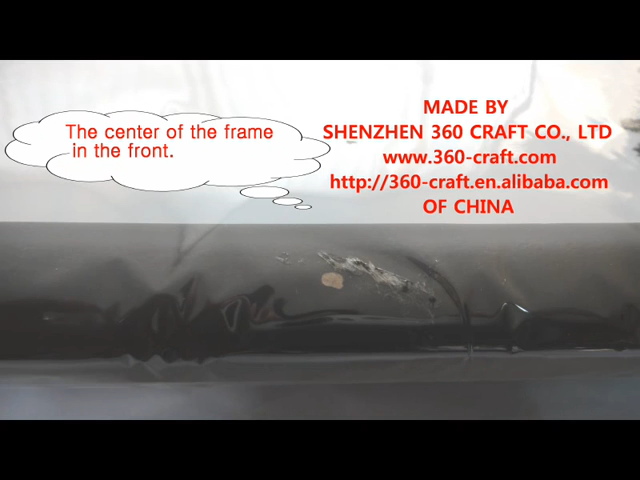 The center of the frame
in the front.
MADE BY
SHENZHEN 360 CRAFT CO., LTD
www.360-craft.com
http://360-craft.en.alibaba.com
OF CHINA